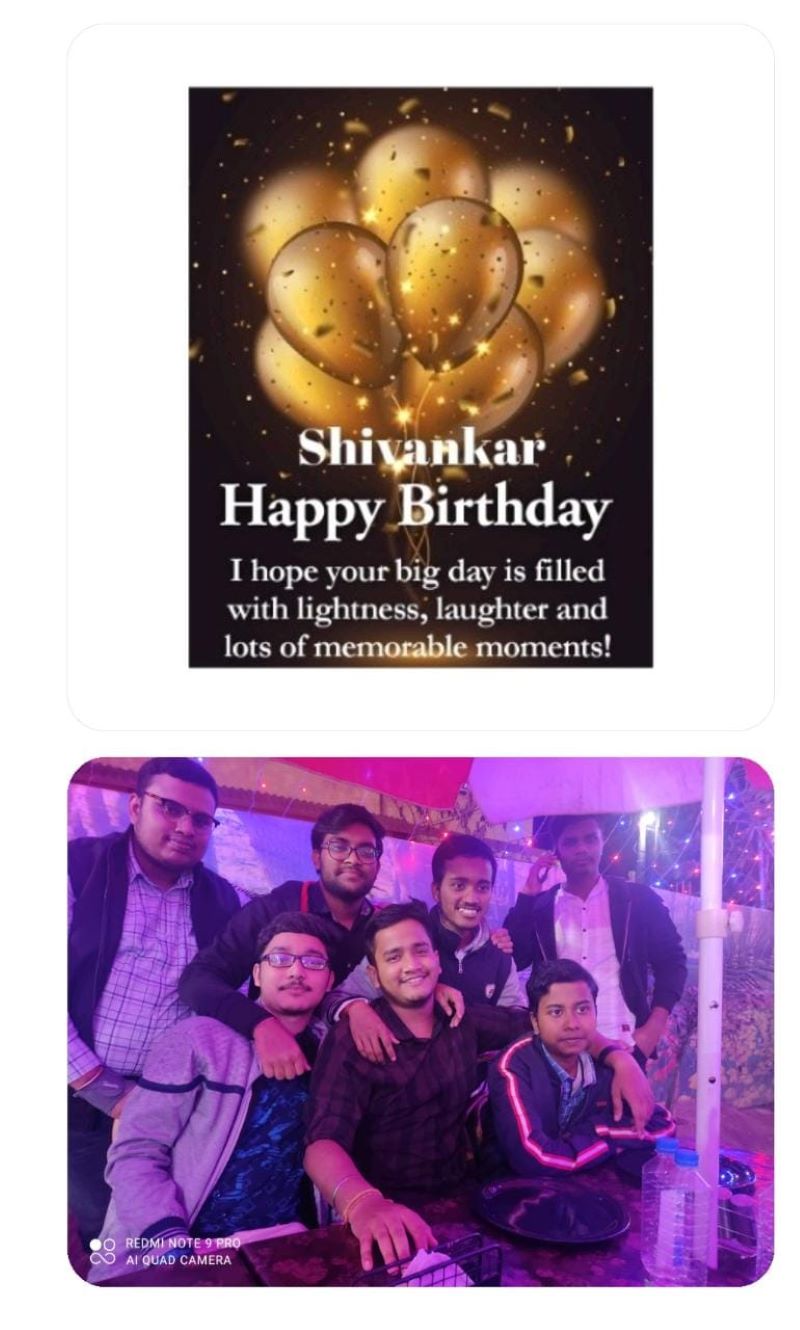 Shivankar
Happy Birthday
I hope your big day is filled
with lightness, laughter and
lots of memorable moments!
REDMI NOTE 9 PRO
AI QUAD CAMERA